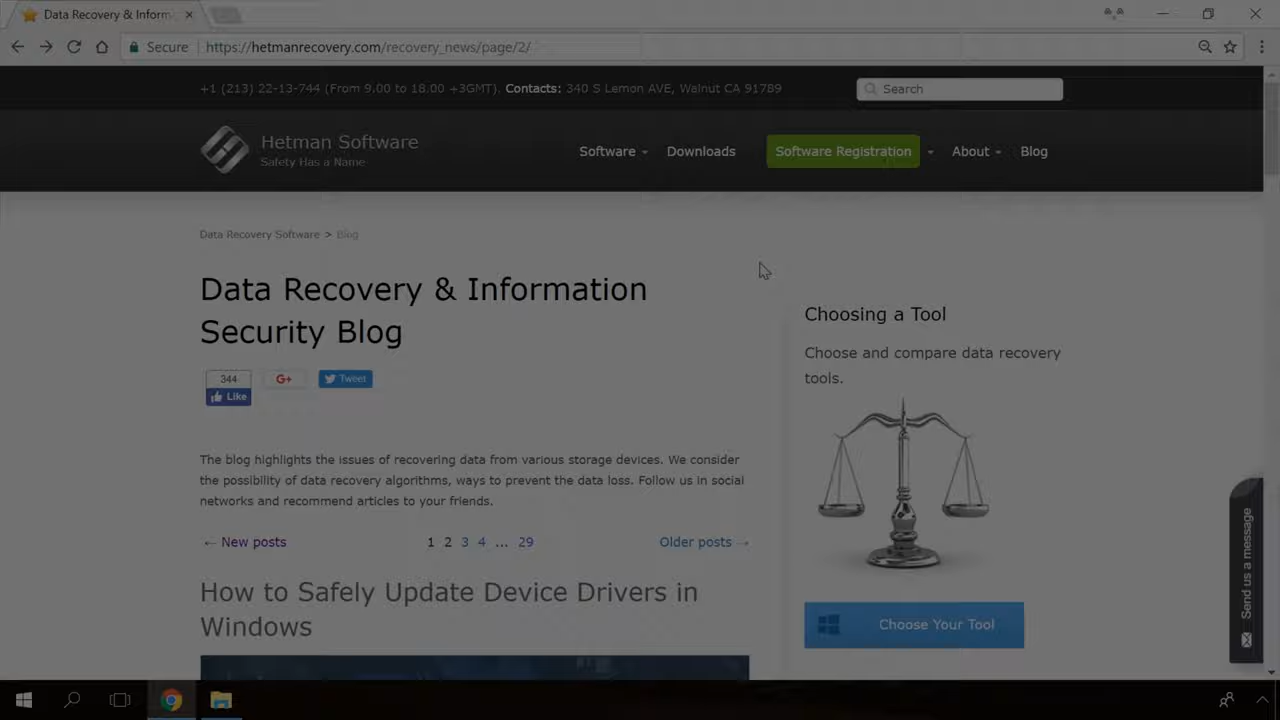 Data Recovery & Inform
Secure
https://hetmanrecovery.com/recovery_news/page/2/
+1 (213) 22-13-744 (From 9.00 to 18.00 +3GMT). Contacts: 340 S Lemon AVE, Walnut CA 91789
Search
Hetman Software
Safety Has a Name
Software
Downloads
Software Registration
About
Blog
Data Recovery Software > Blog
Data Recovery & Information
Security Blog
344
Like
G+
Tweet
The blog highlights the issues of recovering data from various storage devices. We consider
the possibility of data recovery algorithms, ways to prevent the data loss. Follow us in social
networks and recommend articles to your friends.
← New posts
1 2 3 4 ... 29
Older posts →
How to Safely Update Device Drivers in
Windows
Choosing a Tool
Choose and compare data recovery
tools.
Choose Your Tool
Send us a message